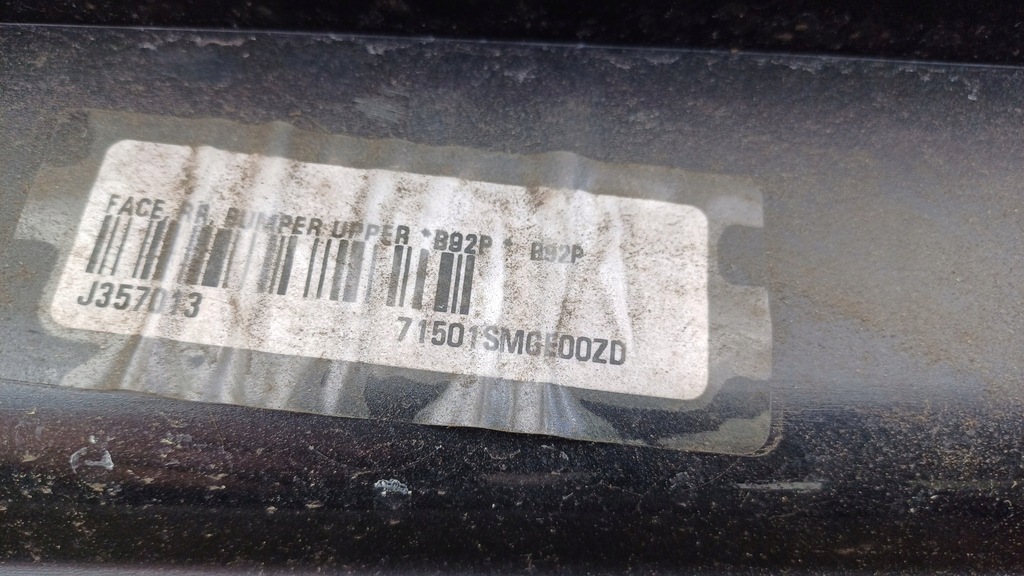 FACE, RR. BUMPER UPPER *B92P * B92P
J357013
71501SMGE00ZD